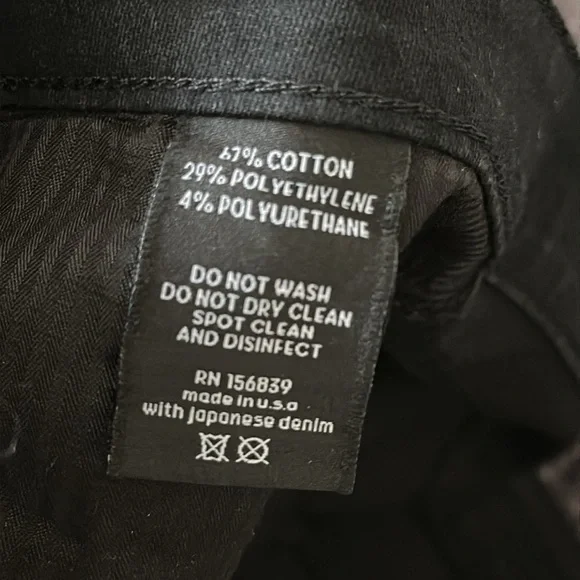 67% COTTON
29% POLYETHYLENE
4% POLYURETHANE
DO NOT WASH
DO NOT DRY CLEAN
SPOT CLEAN
AND DISINFECT
RN 156839
made in u.s.a
with japanese denim